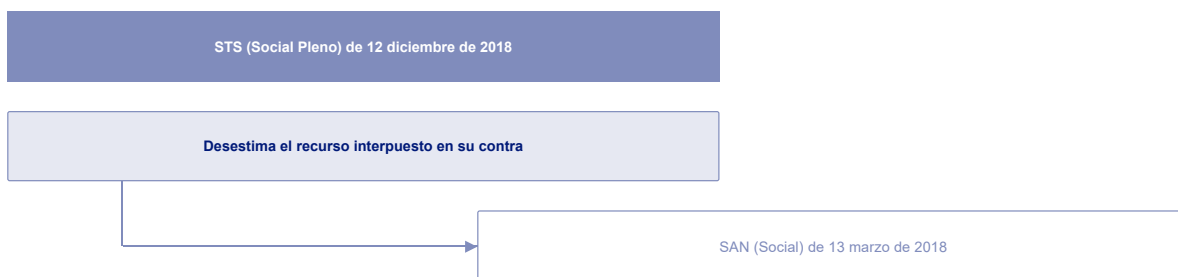 STS (Social Pleno) de 12 diciembre de 2018
Desestima el recurso interpuesto en su contra
SAN (Social) de 13 marzo de 2018